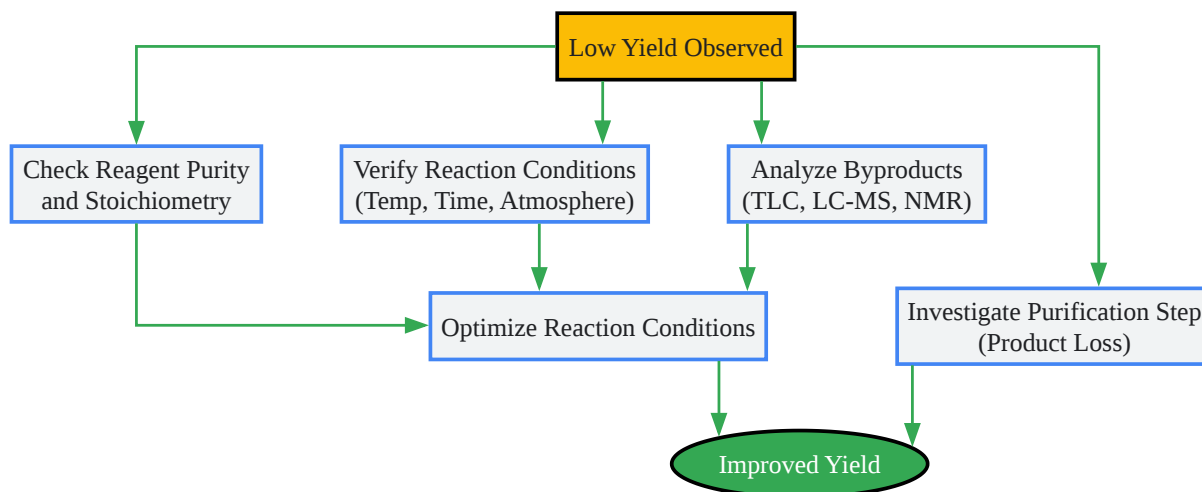 Low Yield Observed
Check Reagent Purity
and Stoichiometry
Verify Reaction Conditions
(Temp, Time, Atmosphere)
Analyze Byproducts
(TLC, LC-MS, NMR)
Optimize Reaction Conditions
Investigate Purification Step
(Product Loss)
Improved Yield